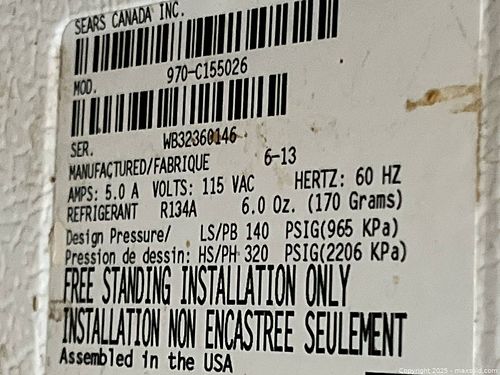 SEARS CANADA INC.
MOD. 970-C155026
SER. WB32360146
MANUFACTURED/FABRIQUE 6-13
AMPS: 5.0 A VOLTS: 115 VAC HERTZ: 60 HZ
REFRIGERANT R134A 6.0 Oz. (170 Grams)
Design Pressure/ LS/PB 140 PSIG(965 KPa)
Pression de dessin: HS/PH 320 PSIG(2206 KPa)
FREE STANDING INSTALLATION ONLY
INSTALLATION NON ENCASTREE SEULEMENT
Assembled in the USA
Copyright 2025 - maxsold.com